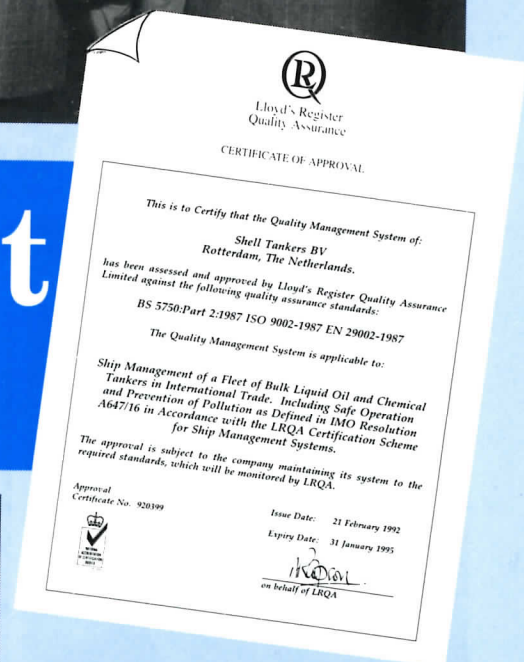 Lloyd's Register
Quality Assurance
CERTIFICATE OF APPROVAL
This is to Certify that the Quality Management System of:
Shell Tankers BV
Rotterdam, The Netherlands.
has been assessed and approved by Lloyd's Register Quality Assurance
Limited against the following quality assurance standards:
BS 5750:Part 2:1987 ISO 9002-1987 EN 29002-1987
The Quality Management System is applicable to:
Ship Management of a Fleet of Bulk Liquid Oil and Chemical
Tankers in International Trade. Including Safe Operation
and Prevention of Pollution as Defined in IMO Resolution
A647/16 in Accordance with the LRQA Certification Scheme
for Ship Management Systems.
The approval is subject to the company maintaining its system to the
required standards, which will be monitored by LRQA.
Approval
Certificate No. 920399
Issue Date: 21 February 1992
Expiry Date: 31 January 1995
on behalf of LRQA
t